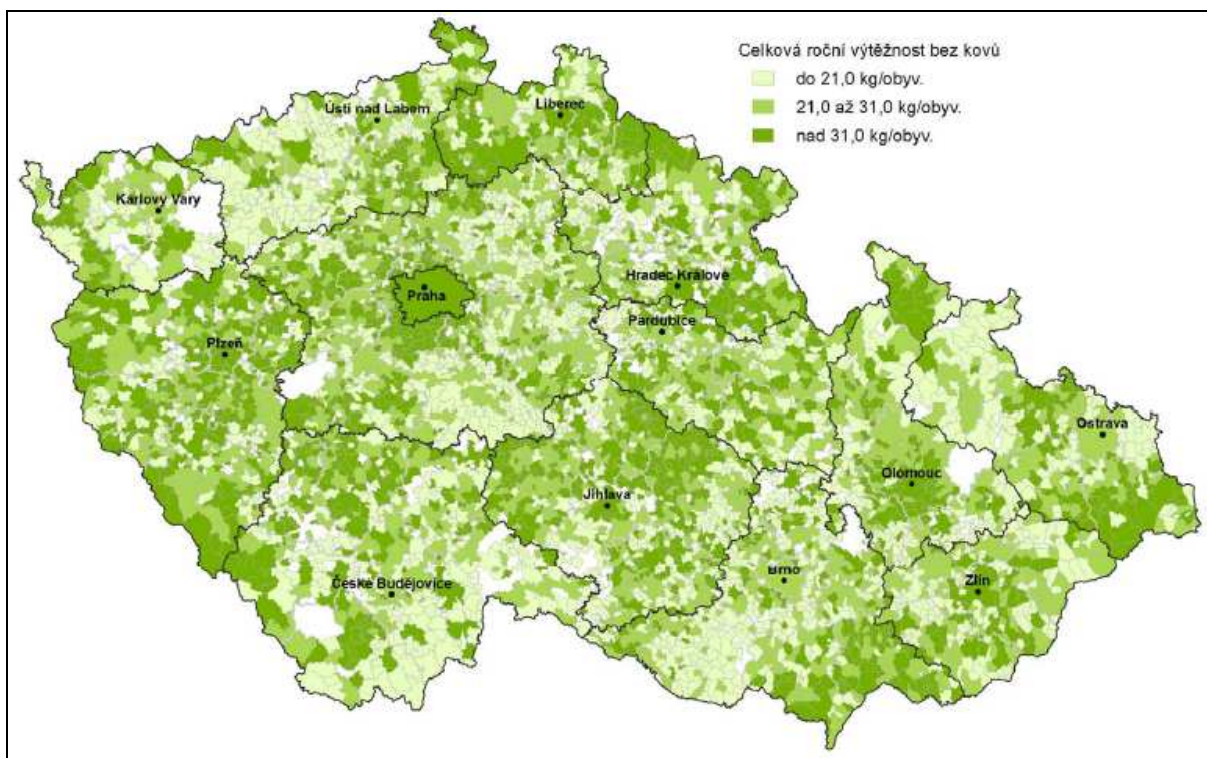 Celková roční výtěžnost bez kovů
do 21,0 kg/obyv.
21,0 až 31,0 kg/obyv.
nad 31,0 kg/obyv.
Ústí nad Labem
Liberec
Karlovy Vary
Hradec Králové
Praha
Pardubice
Plzeň
Ostrava
Olomouc
Jihlava
Brno
Zlín
České Budějovice